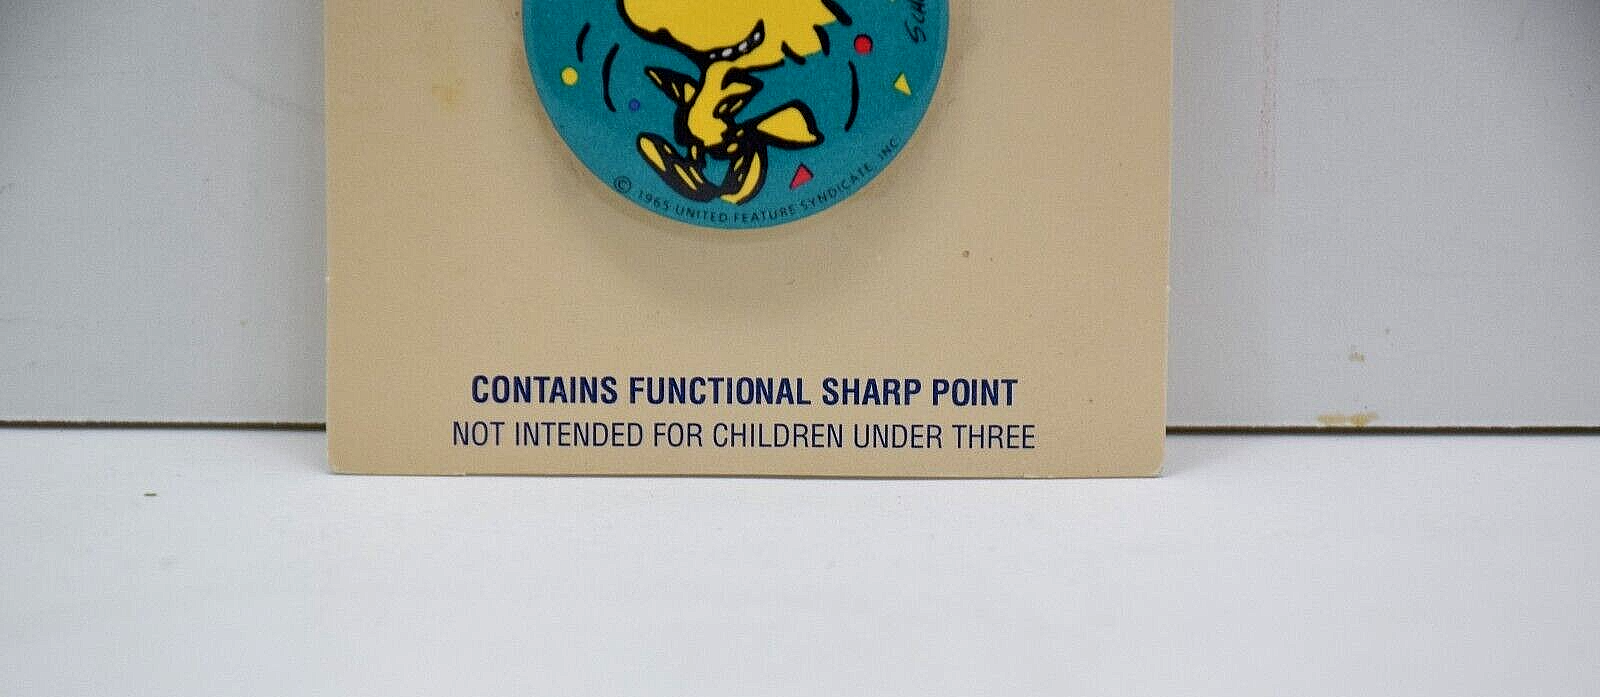 © 1965 UNITED FEATURE SYNDICATE, INC
CONTAINS FUNCTIONAL SHARP POINT
NOT INTENDED FOR CHILDREN UNDER THREE